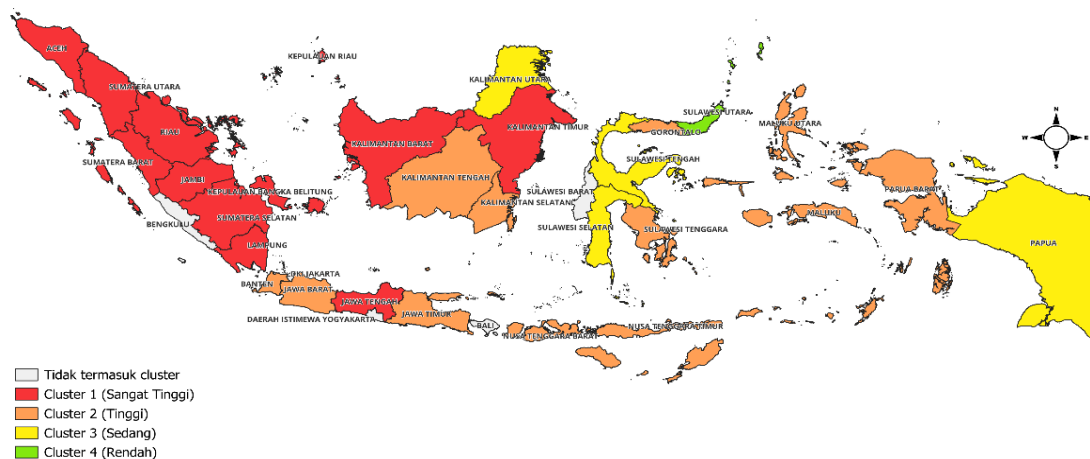 ACEH
KEPULAUAN RIAU
SUMATERA UTARA
KALIMANTAN UTARA
SULAWESI UTARA
MALUKU UTARA
GORONTALO
KALIMANTAN TIMUR
RIAU
KALIMANTAN BARAT
SUMATERA BARAT
SULAWESI TENGAH
JAMBI
KALIMANTAN TENGAH
KEPULAUAN BANGKA BELITUNG
SULAWESI BARAT
PAPUA BARAT
KALIMANTAN SELATAN
SUMATERA SELATAN
MALUKU
BENGKULU
SULAWESI SELATAN
SULAWESI TENGGARA
LAMPUNG
PAPUA
DKI JAKARTA
BANTEN
JAWA BARAT
JAWA TENGAH
JAWA TIMUR
DAERAH ISTIMEWA YOGYAKARTA
BALI
NUSA TENGGARA TIMUR
NUSA TENGGARA BARAT
N
W E
S
Tidak termasuk cluster
Cluster 1 (Sangat Tinggi)
Cluster 2 (Tinggi)
Cluster 3 (Sedang)
Cluster 4 (Rendah)